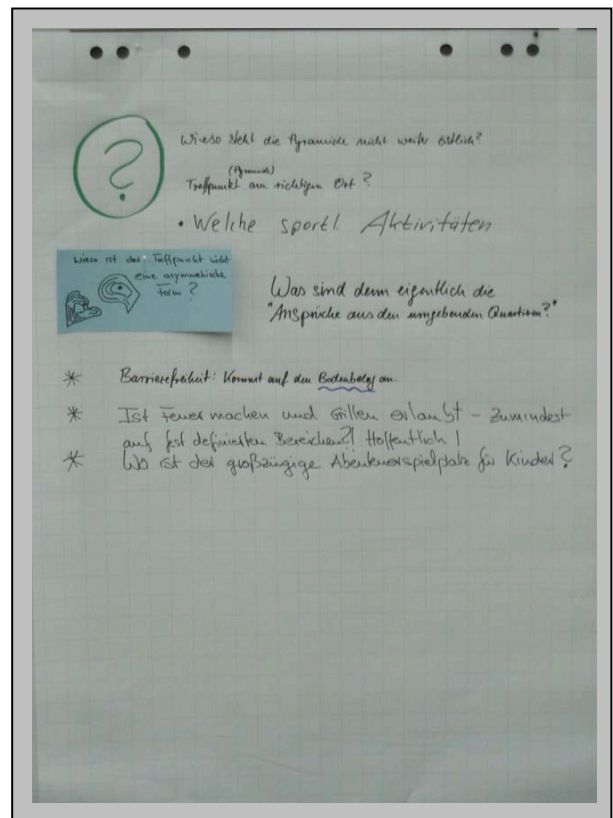 ?
Wieso steht die Pyramide nicht weiter östlich?
(Pyramide)
Treffpunkt am richtigen Ort?
• Welche sportl. Aktivitäten
Wieso ist der Treffpunkt nicht
eine asymmetrische
Form?
Was sind denn eigentlich die
"Ansprüche aus den umgebenden Quartieren?"
* Barrierefreiheit: Kommt auf den Bodenbelag an.
* Ist Feuer machen und Grillen erlaubt - zumindest
auf fest definierten Bereichen?! Hoffentlich!
* Wo ist der großzügige Abenteuerspielplatz für Kinder?